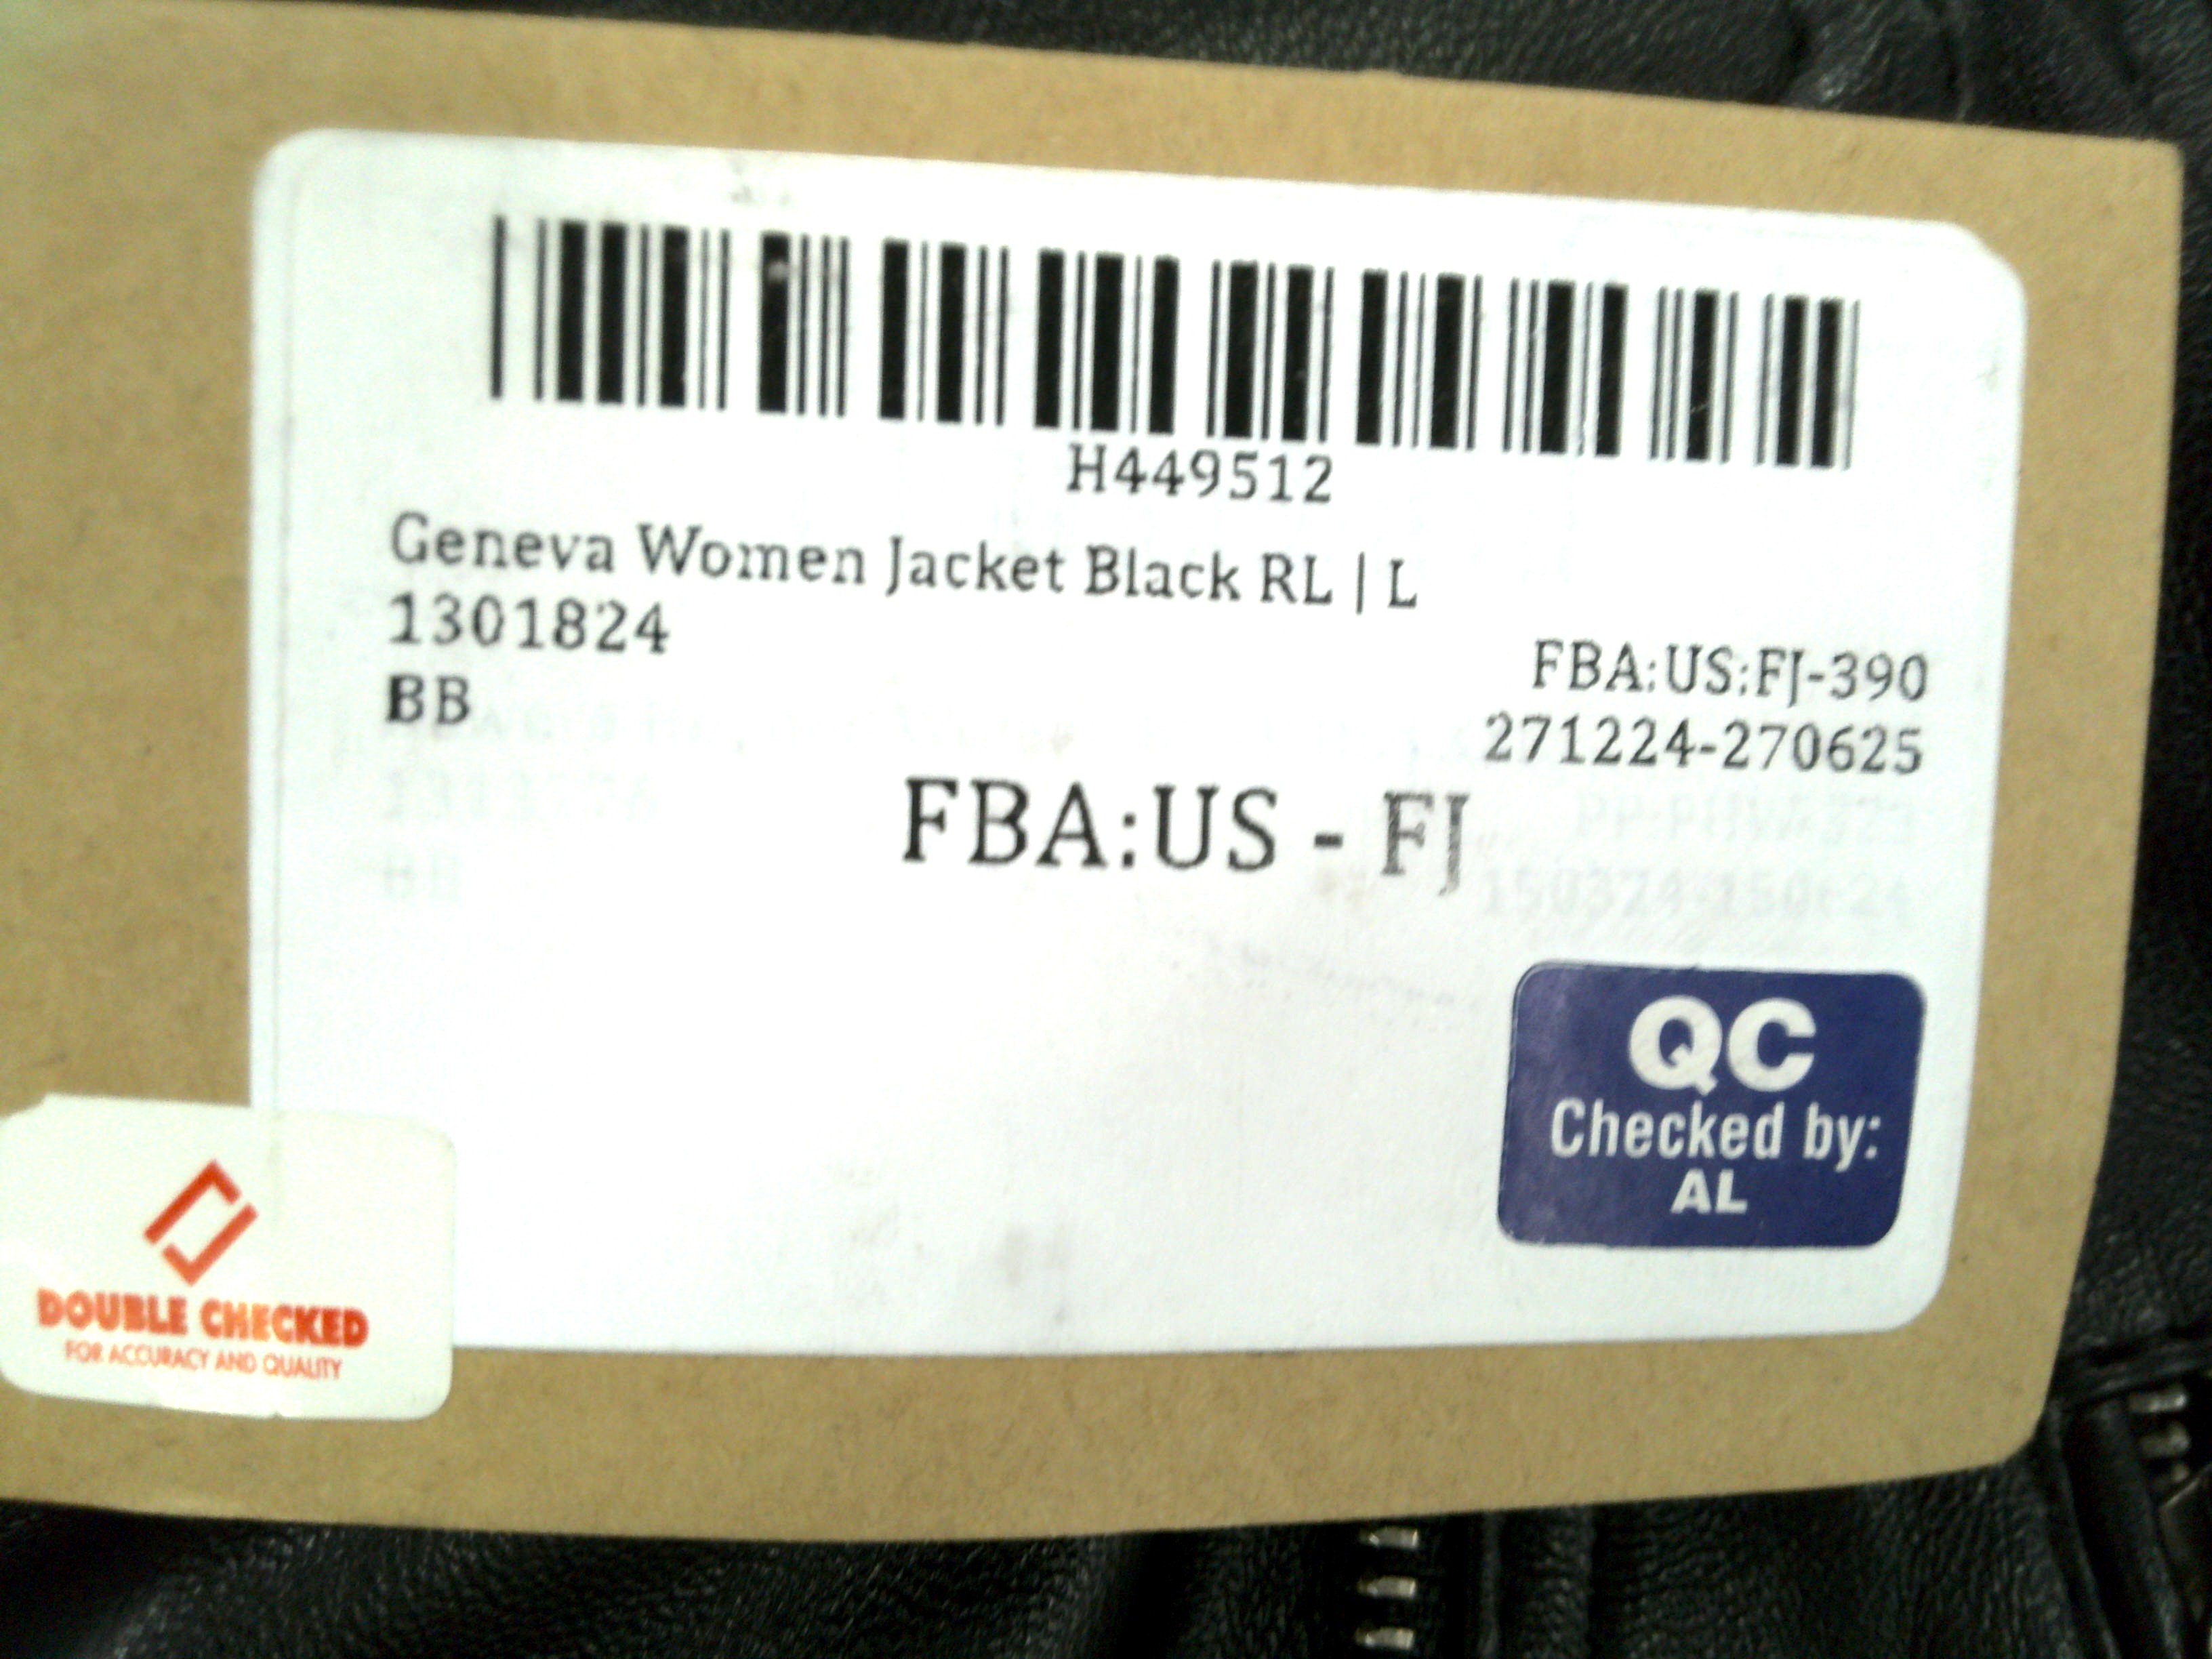 H449512
Geneva Women Jacket Black RL | L
1301824
FBA:US:FJ-390
BB
271224-270625
FBA:US - FJ
QC
Checked by:
AL
DOUBLE CHECKED
FOR ACCURACY AND QUALITY